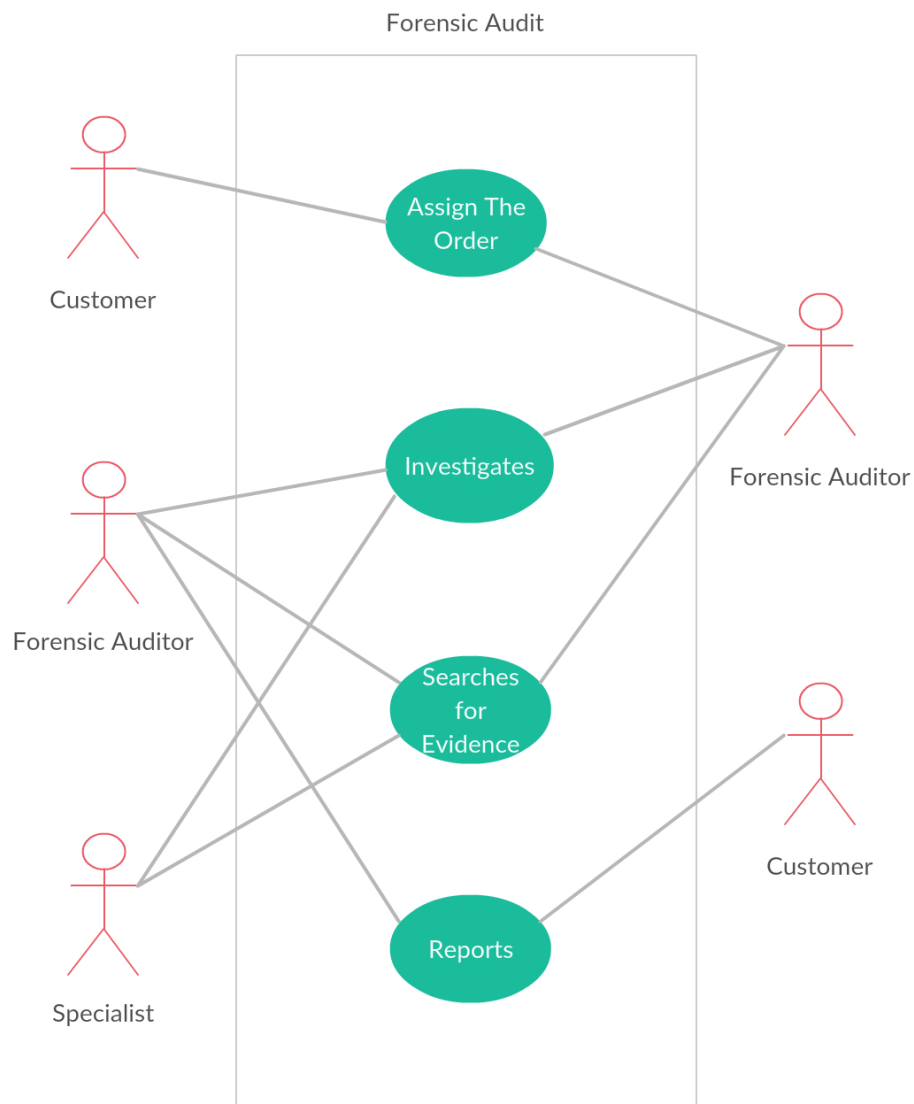 Forensic Audit
Assign The
Order
Customer
Investigates
Forensic Auditor
Forensic Auditor
Searches
for
Evidence
Customer
Reports
Specialist